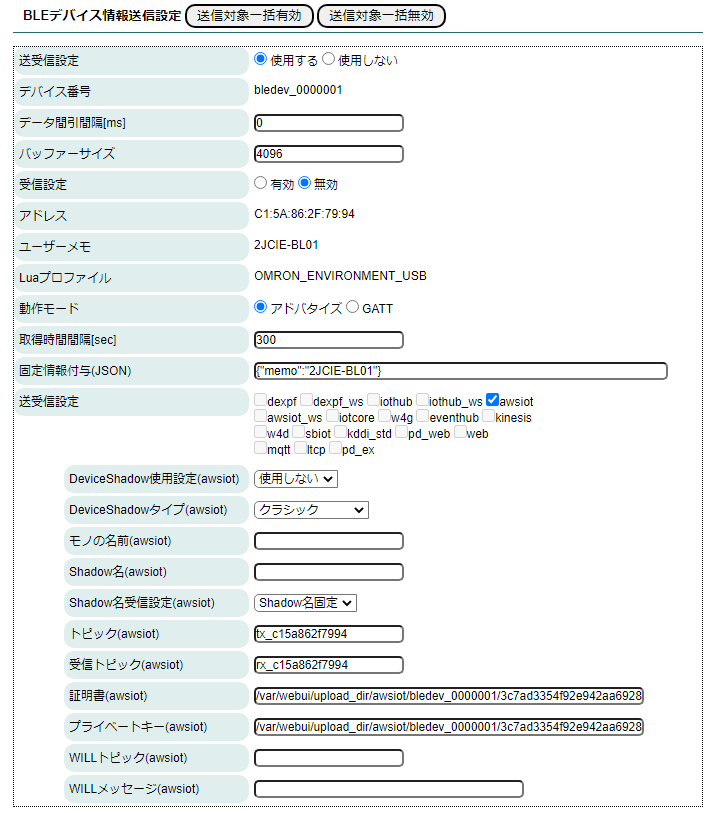 BLEデバイス情報送信設定 送信対象一括有効 送信対象一括無効
送受信設定 使用する 使用しない
デバイス番号 bledev_0000001
データ間引間隔[ms] 0
バッファーサイズ 4096
受信設定 有効 無効
アドレス C1:5A:86:2F:79:94
ユーザーメモ 2JCIE-BL01
Luaプロファイル OMRON_ENVIRONMENT_USB
動作モード アドバタイズ GATT
取得時間間隔[sec] 300
固定情報付与(JSON) {"memo":"2JCIE-BL01"}
送受信設定 dexpf dexpf_ws iothub iothub_ws awsiot
awsiot_ws iotcore w4g eventhub kinesis
w4d sbiot kddi_std pd_web web
mqtt ltcp pd_ex
DeviceShadow使用設定(awsiot) 使用しない
DeviceShadowタイプ(awsiot) クラシック
モノの名前(awsiot)
Shadow名(awsiot)
Shadow名受信設定(awsiot) Shadow名固定
トピック(awsiot) tx_c15a862f7994
受信トピック(awsiot) rx_c15a862f7994
証明書(awsiot) /var/webui/upload_dir/awsiot/bledev_0000001/3c7ad3354f92e942aa6928
プライベートキー(awsiot) /var/webui/upload_dir/awsiot/bledev_0000001/3c7ad3354f92e942aa6928
WILLトピック(awsiot)
WILLメッセージ(awsiot)